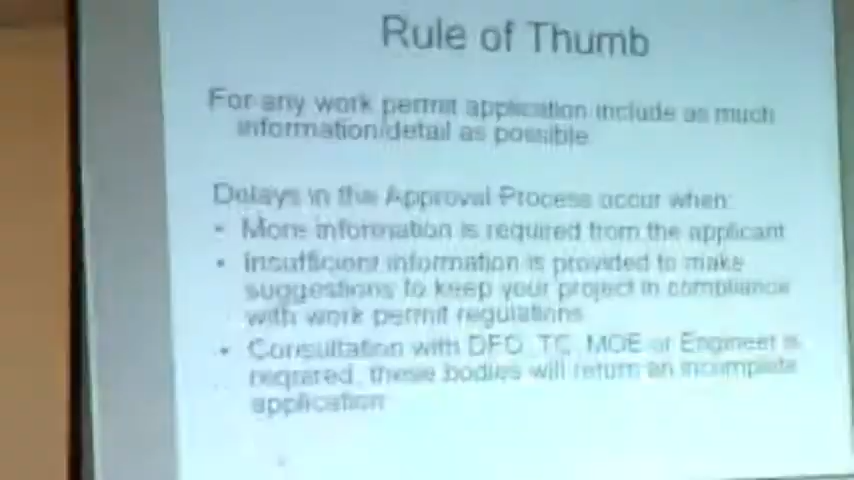 Rule of Thumb
For any work permit application include as much
information/detail as possible
Delays in the Approval Process occur when:
• More information is required from the applicant
• Insufficient information is provided to make
suggestions to keep your project in compliance
with work permit regulations
• Consultation with DFO, TC, MOE or Engineer is
required, these bodies will return an incomplete
application